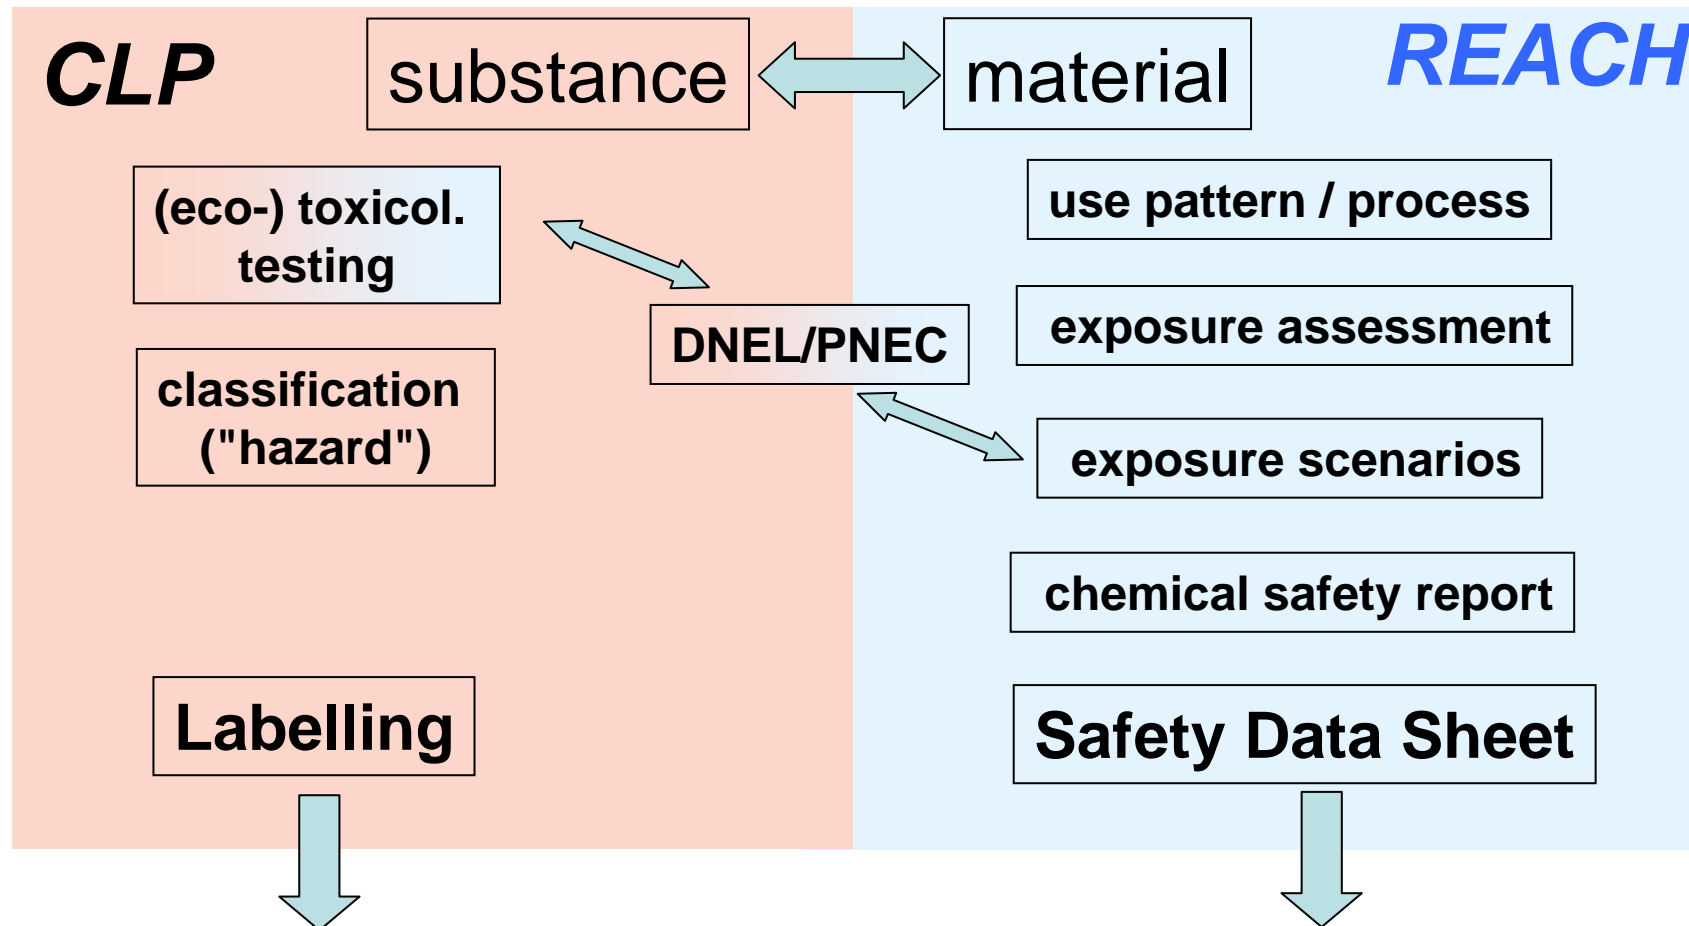 CLP
substance
material
REACH
(eco-) toxicol.
testing
use pattern / process
DNEL/PNEC
exposure assessment
classification
("hazard")
exposure scenarios
chemical safety report
Labelling
Safety Data Sheet